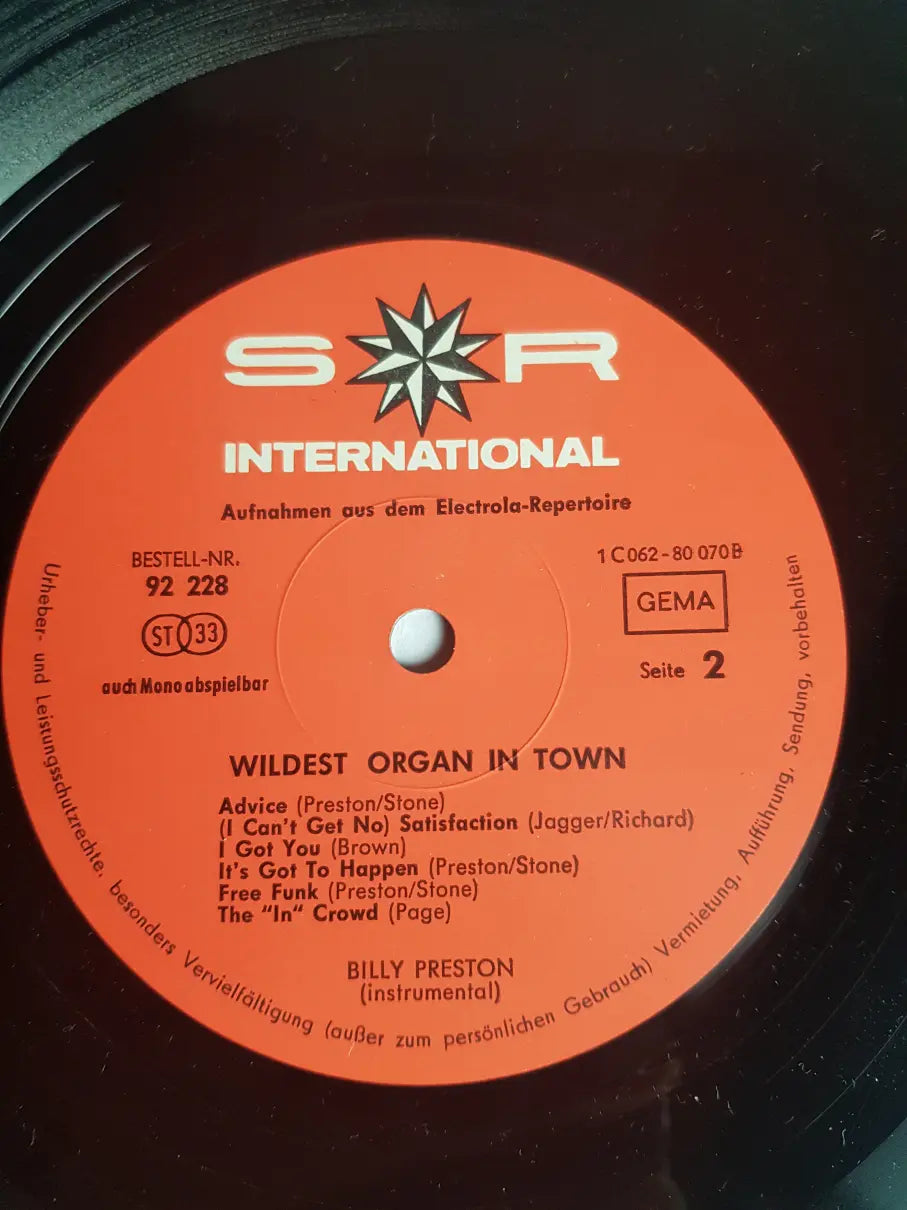 S R
INTERNATIONAL
Aufnahmen aus dem Electrola-Repertoire
BESTELL-NR.
92 228
ST 33
auch Mono abspielbar
1 C 062-80 070 B
GEMA
Seite 2
WILDEST ORGAN IN TOWN
Advice (Preston/Stone)
(I Can't Get No) Satisfaction (Jagger/Richard)
I Got You (Brown)
It's Got To Happen (Preston/Stone)
Free Funk (Preston/Stone)
The "In" Crowd (Page)
BILLY PRESTON
(instrumental)
Urheber- und Leistungsschutzrechte, besonders Vervielfältigung (außer zum persönlichen Gebrauch) Vermietung, Aufführung, Sendung, vorbehalten